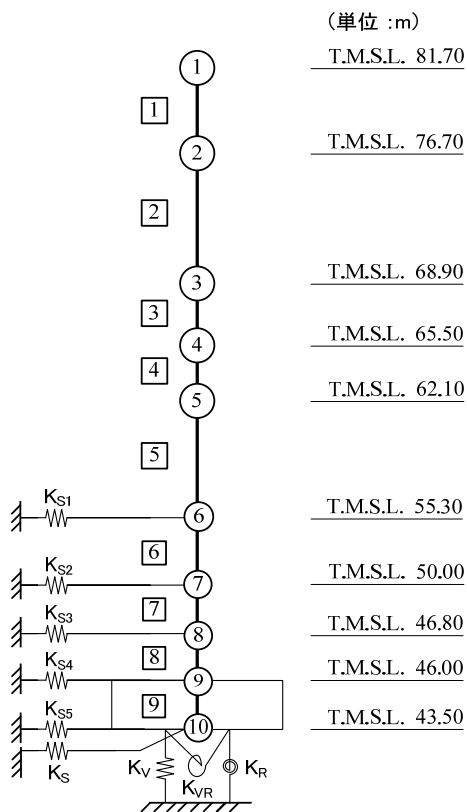 (単位 :m)
1 T.M.S.L. 81.70
1
2 T.M.S.L. 76.70
2
3 T.M.S.L. 68.90
3
4 T.M.S.L. 65.50
4
5 T.M.S.L. 62.10
5
KS1 6 T.M.S.L. 55.30
6
KS2 7 T.M.S.L. 50.00
7
KS3 8 T.M.S.L. 46.80
8
KS4 9 T.M.S.L. 46.00
9
KS5 10 T.M.S.L. 43.50
KS
KV KVR KR